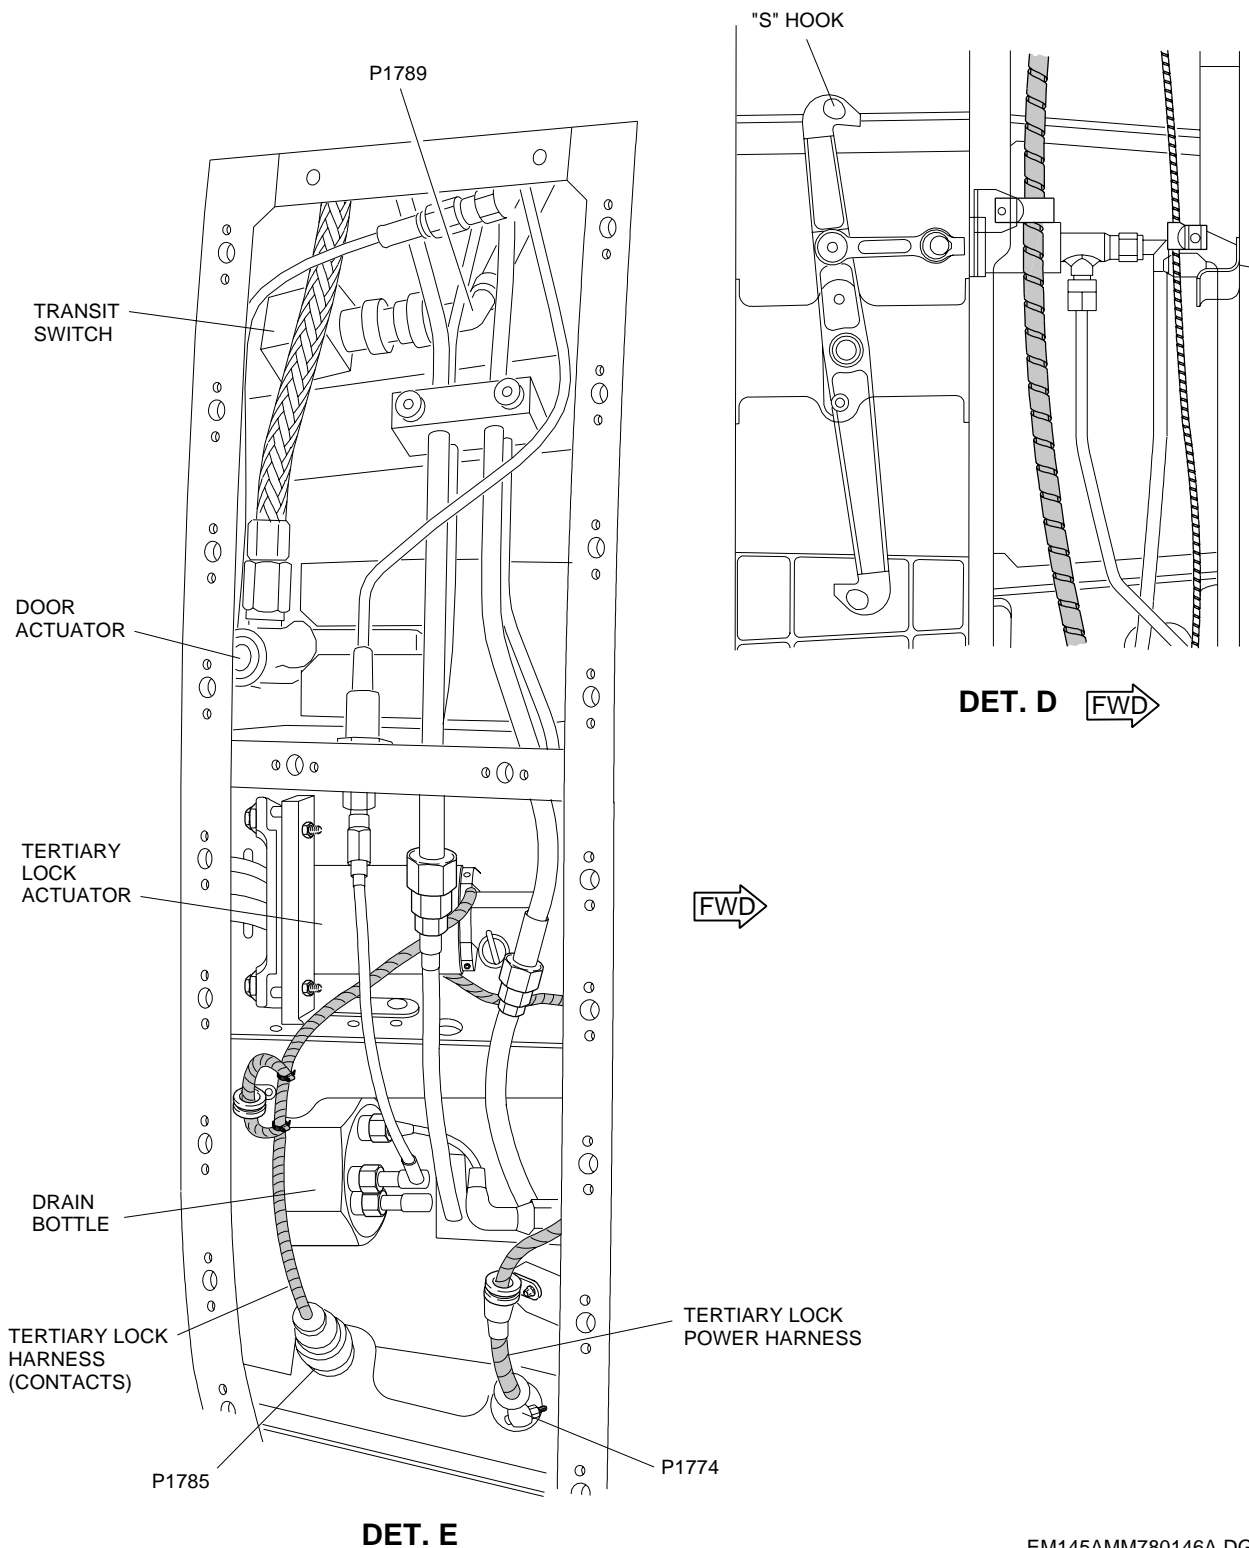 "S" HOOK
P1789
TRANSIT
SWITCH
DOOR
ACTUATOR
DET. D
FWD
TERTIARY
LOCK
ACTUATOR
FWD
DRAIN
BOTTLE
TERTIARY LOCK
HARNESS
(CONTACTS)
TERTIARY LOCK
POWER HARNESS
P1785
P1774
DET. E
EM145AMM780146A.DG